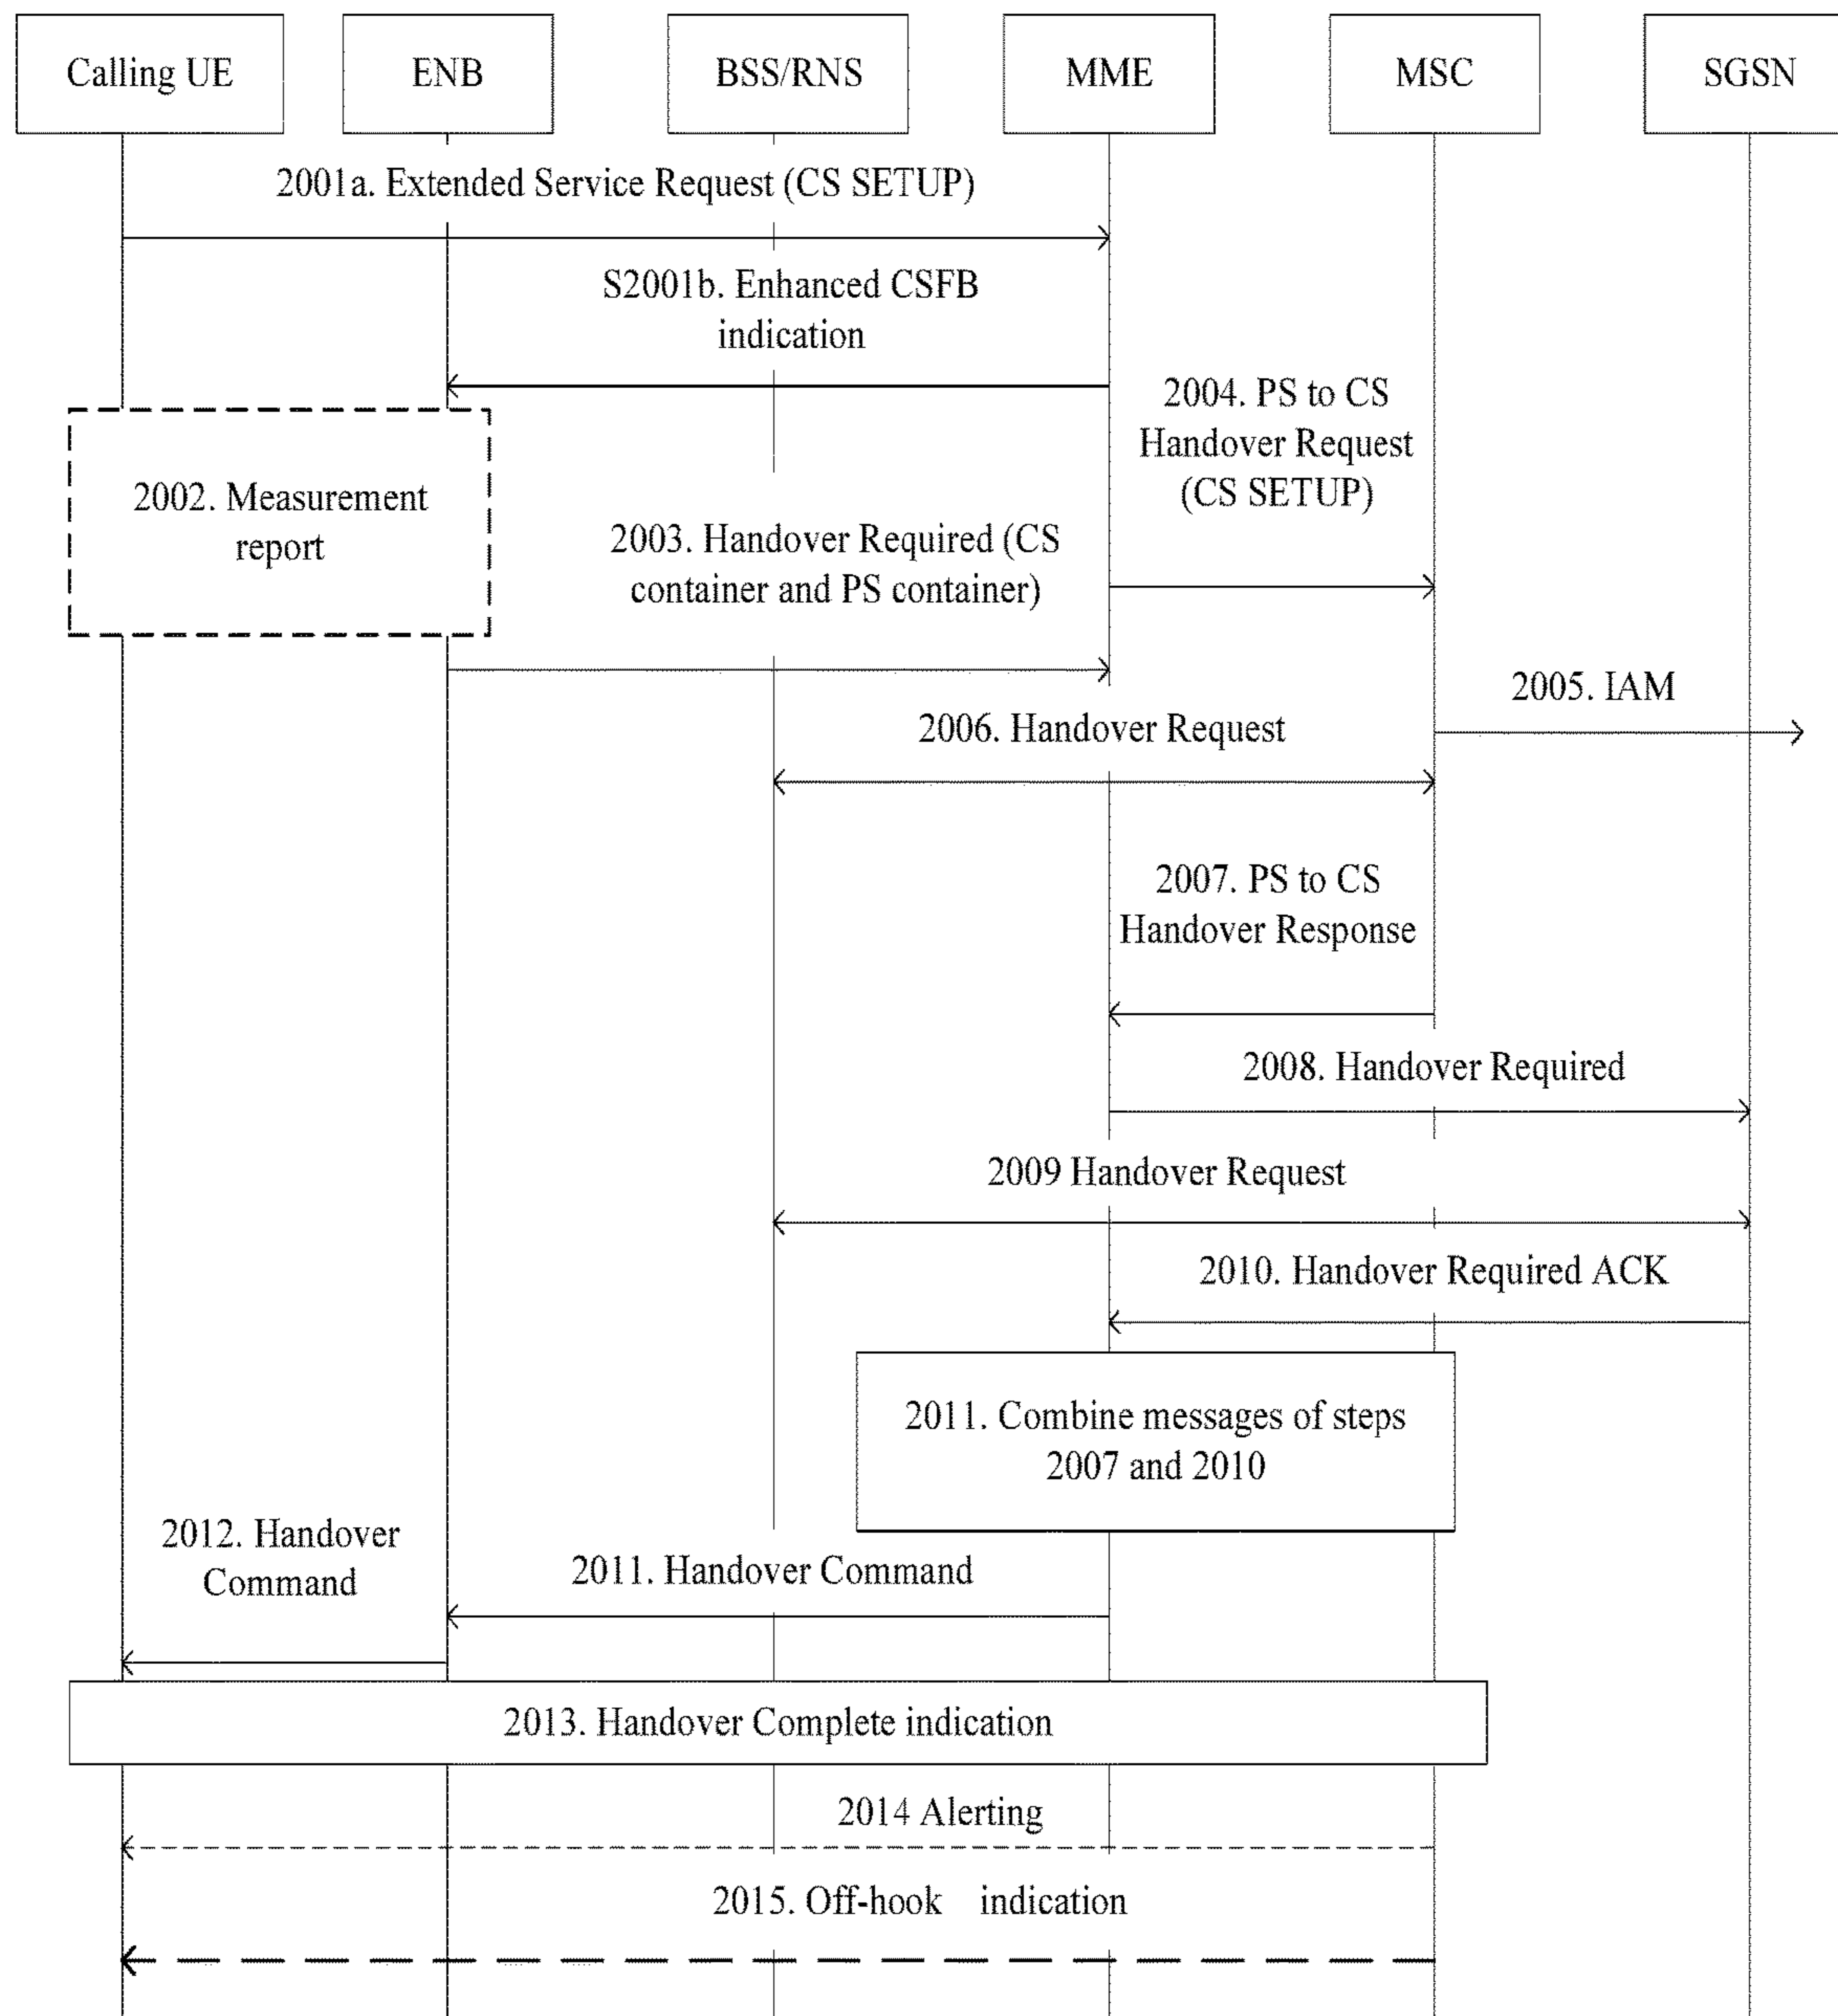 Calling UE
ENB
BSS/RNS
MME
MSC
SGSN
2001a. Extended Service Request (CS SETUP)
S2001b. Enhanced CSFB
indication
2004. PS to CS
Handover Request
(CS SETUP)
2002. Measurement
report
2003. Handover Required (CS
container and PS container)
2005. IAM
2006. Handover Request
2007. PS to CS
Handover Response
2008. Handover Required
2009 Handover Request
2010. Handover Required ACK
2011. Combine messages of steps
2007 and 2010
2012. Handover
Command
2011. Handover Command
2013. Handover Complete indication
2014 Alerting
2015. Off-hook indication